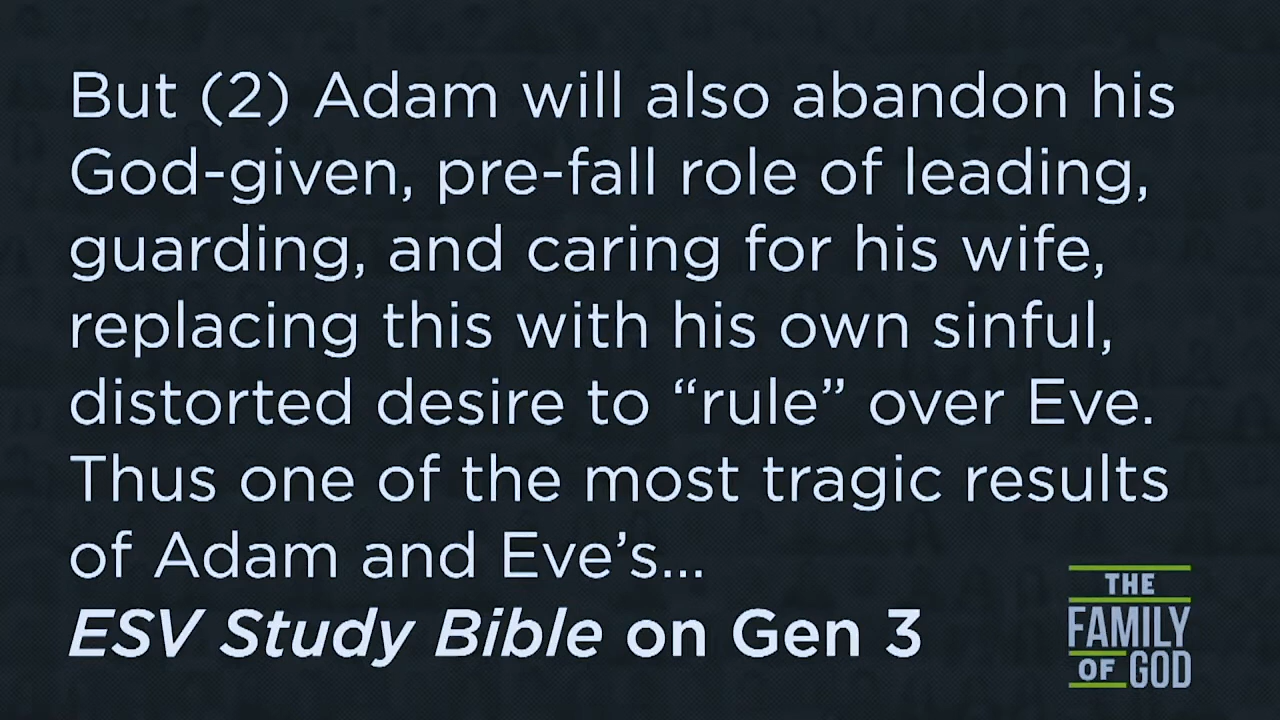 But (2) Adam will also abandon his
God-given, pre-fall role of leading,
guarding, and caring for his wife,
replacing this with his own sinful,
distorted desire to “rule” over Eve.
Thus one of the most tragic results
of Adam and Eve’s...
ESV Study Bible on Gen 3
THE
FAMILY
OF GOD